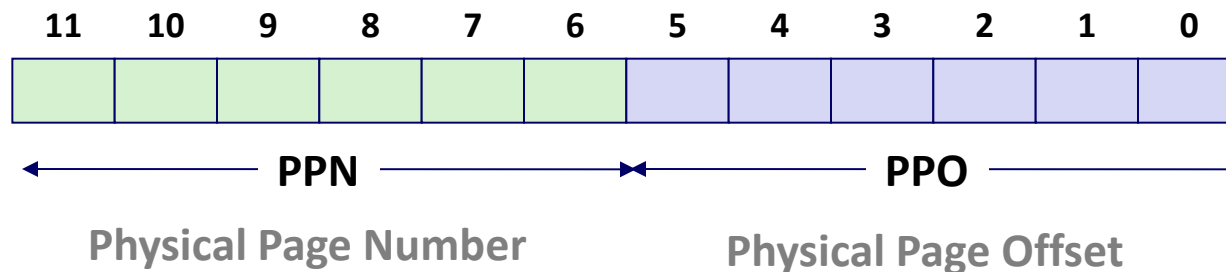 11 10 9 8 7 6 5 4 3 2 1 0
PPN PPO
Physical Page Number Physical Page Offset